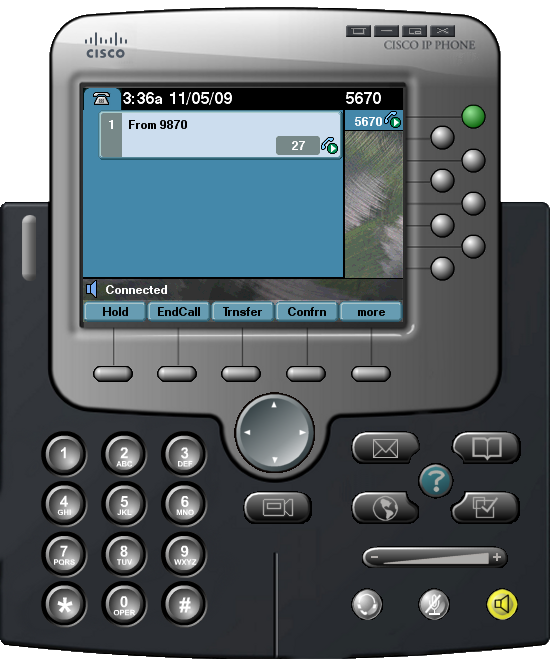 CISCO
CISCO IP PHONE
3:36a 11/05/09 5670
1 From 9870
27
5670
Connected
Hold EndCall Trnsfer Confrn more
1 2 ABC 3 DEF
4 GHI 5 JKL 6 MNO
7 PQRS 8 TUV 9 WXYZ
* 0 OPER #
?
- +